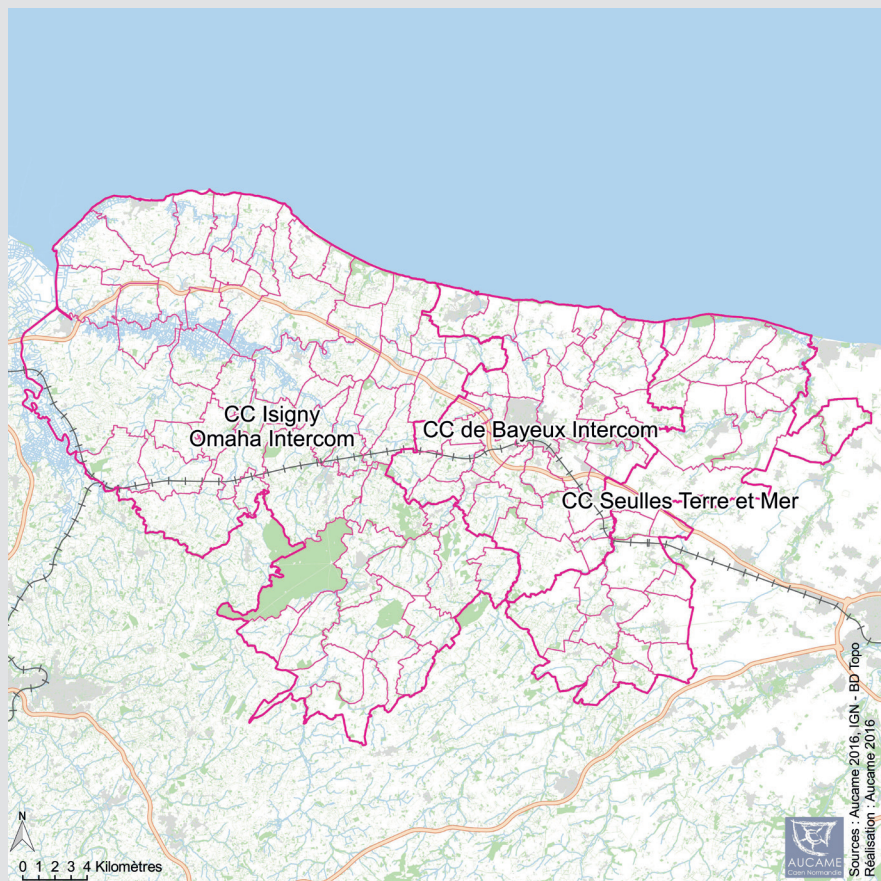 CC Isigny
Omaha Intercom
CC de Bayeux Intercom
CC Seulles Terre et Mer
N
0 1 2 3 4 Kilomètres
AUCAME
Caen Normandie
Sources : Aucame 2016, IGN - BD Topo
Réalisation : Aucame 2016